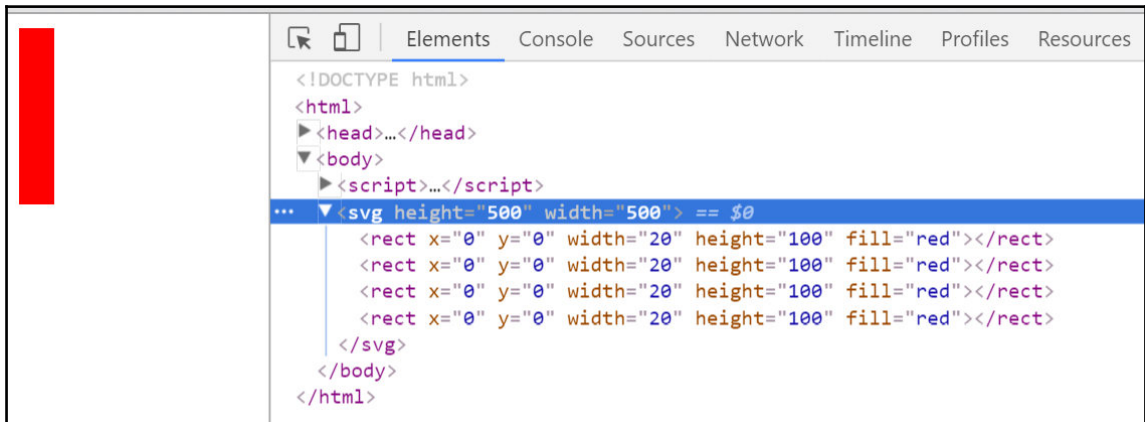 Elements Console Sources Network Timeline Profiles Resources
<!DOCTYPE html>
<html>
<head>…</head>
<body>
<script>…</script>
… <svg height="500" width="500"> == $0
<rect x="0" y="0" width="20" height="100" fill="red"></rect>
<rect x="0" y="0" width="20" height="100" fill="red"></rect>
<rect x="0" y="0" width="20" height="100" fill="red"></rect>
<rect x="0" y="0" width="20" height="100" fill="red"></rect>
</svg>
</body>
</html>